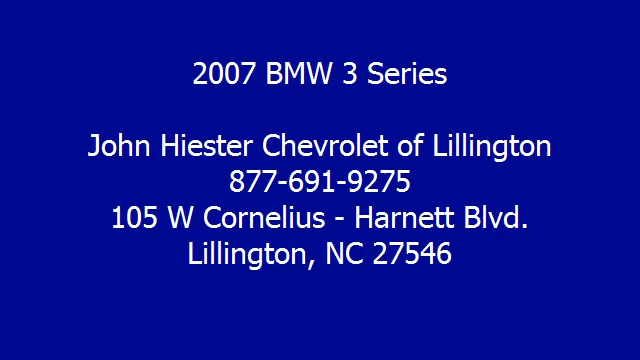 2007 BMW 3 Series
John Hiester Chevrolet of Lillington
877-691-9275
105 W Cornelius - Harnett Blvd.
Lillington, NC 27546